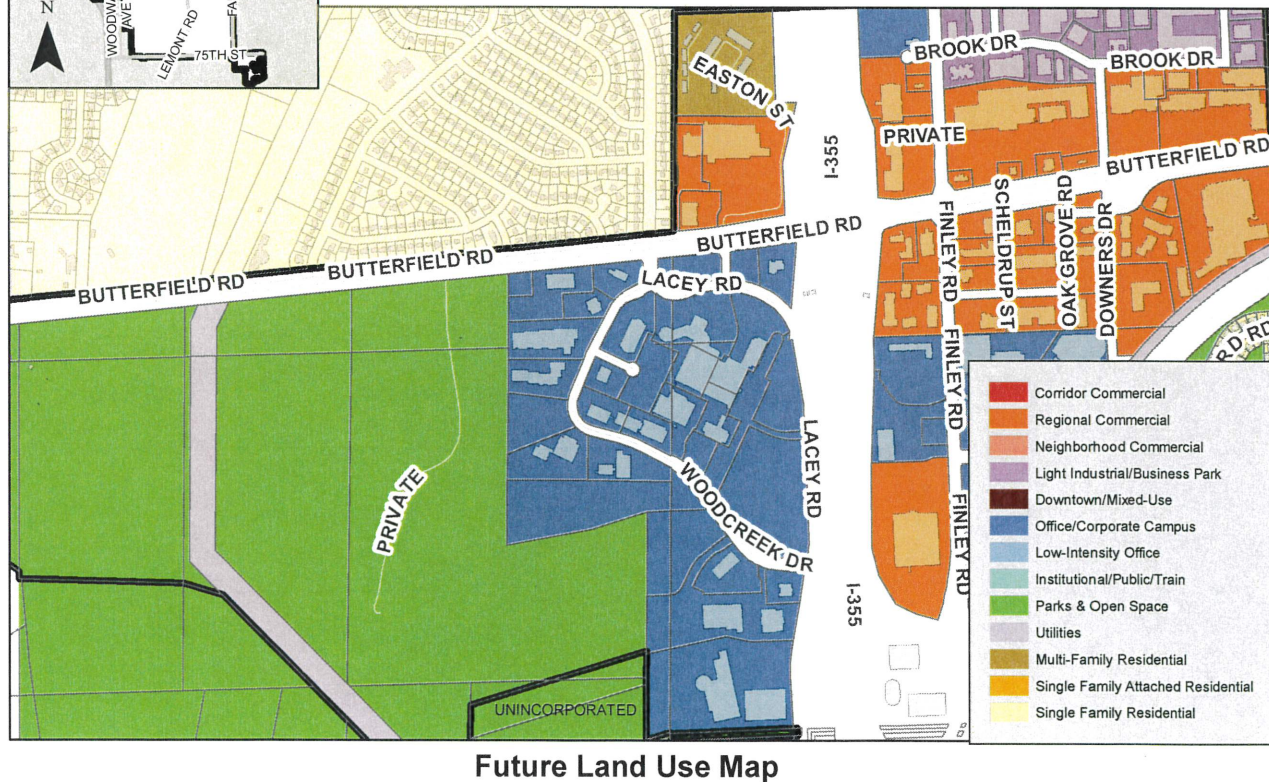 N
WOODWA
AVE
LEMONT RD
FA
75TH ST
BROOK DR
BROOK DR
EASTON ST
I-355
PRIVATE
BUTTERFIELD RD
BUTTERFIELD RD
BUTTERFIELD RD
BUTTERFIELD RD
LACEY RD
FINLEY RD
SCHELDRUP ST
OAK GROVE RD
DOWNERS DR
FINLEY RD
R D RD
PRIVATE
WOODCREEK DR
LACEY RD
I-355
FINLEY RD
UNINCORPORATED
Corridor Commercial
Regional Commercial
Neighborhood Commercial
Light Industrial/Business Park
Downtown/Mixed-Use
Office/Corporate Campus
Low-Intensity Office
Institutional/Public/Train
Parks & Open Space
Utilities
Multi-Family Residential
Single Family Attached Residential
Single Family Residential
Future Land Use Map